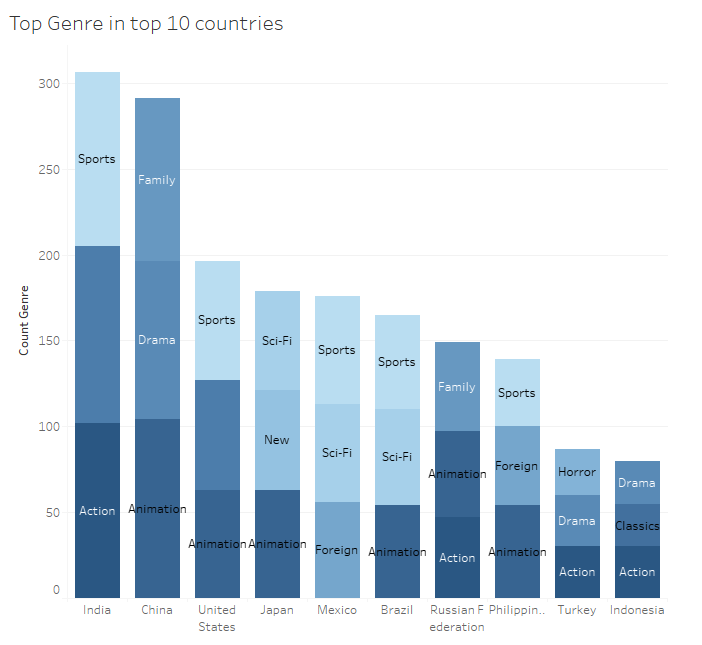 Top Genre in top 10 countries
300
250
200
150
100
50
0
Count Genre
Sports
Action
Family
Drama
Animation
Sports
Animation
Sci-Fi
New
Animation
Sports
Sci-Fi
Foreign
Sports
Sci-Fi
Animation
Family
Animation
Action
Sports
Foreign
Animation
Horror
Drama
Action
Drama
Classics
Action
India
China
United
States
Japan
Mexico
Brazil
Russian F
ederation
Philippin..
Turkey
Indonesia